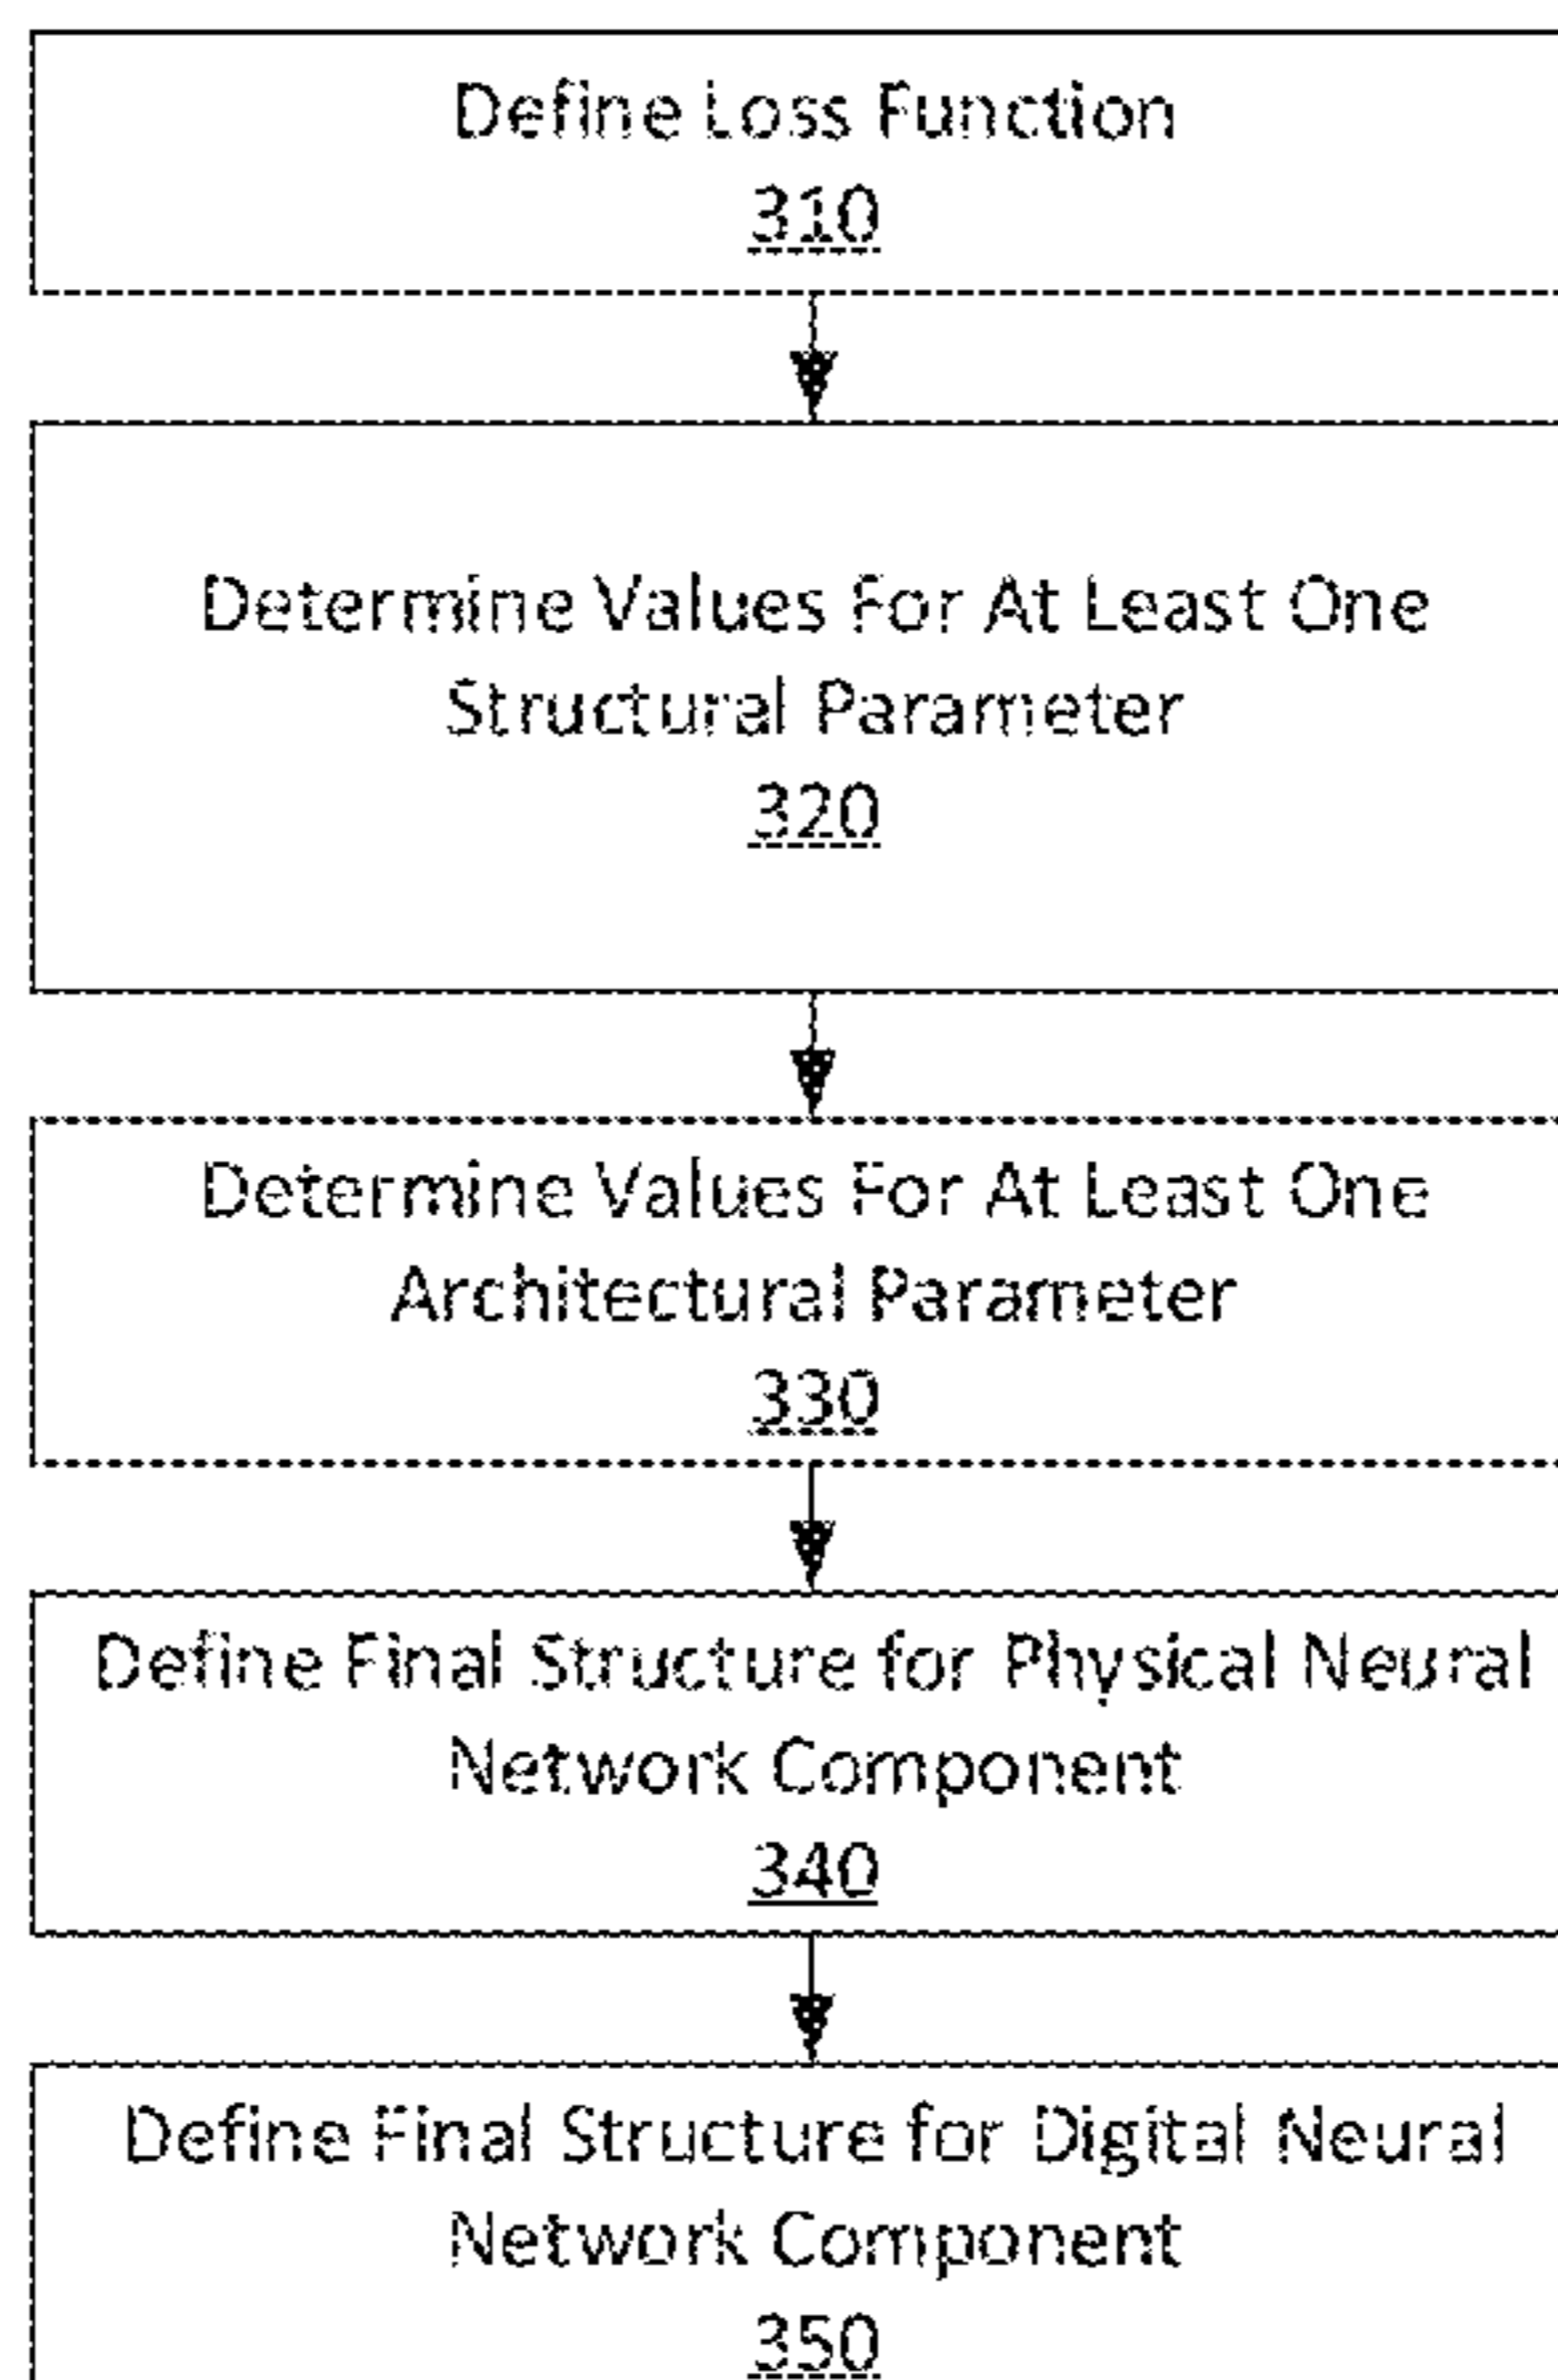 Define Loss Function
310
Determine Values For At Least One
Structural Parameter
320
Determine Values For At Least One
Architectural Parameter
330
Define Final Structure for Physical Neural
Network Component
340
Define Final Structure for Digital Neural
Network Component
350